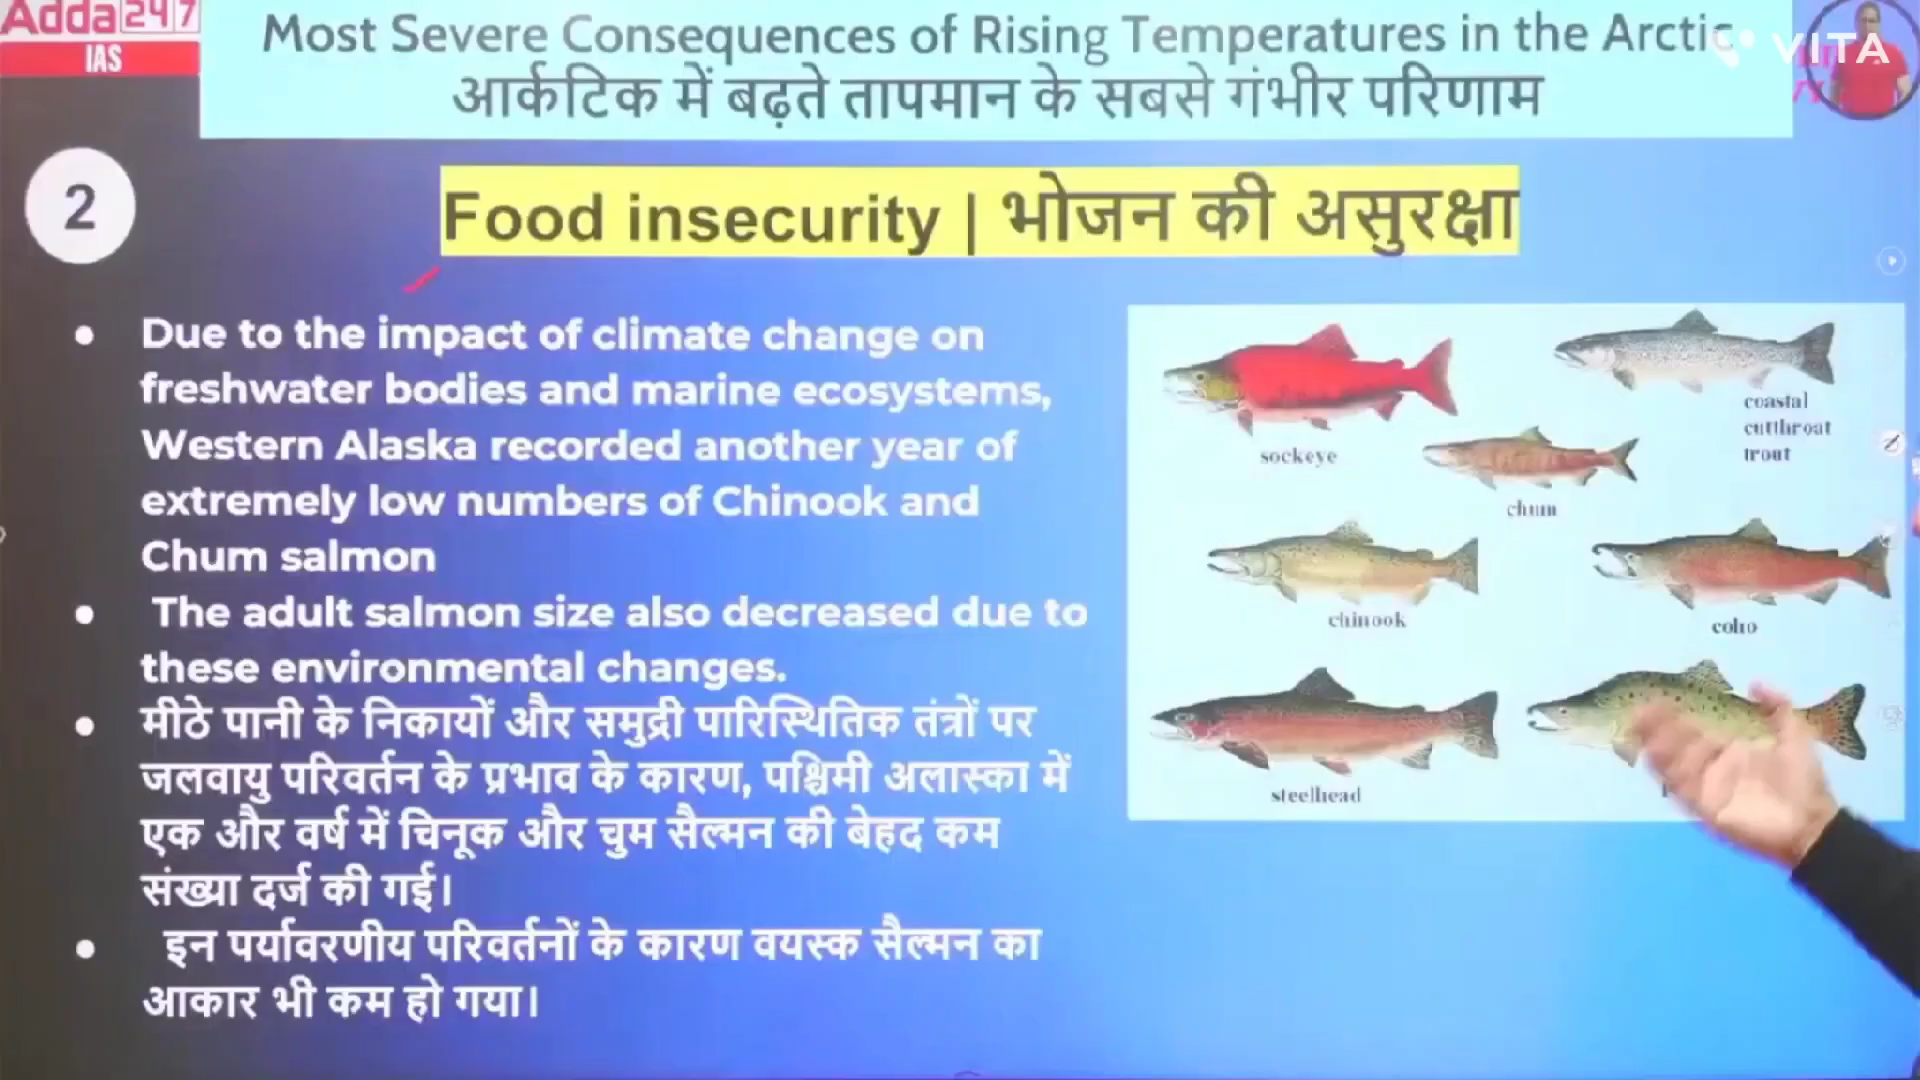 Adda247
IAS
Most Severe Consequences of Rising Temperatures in the Arctic
आर्कटिक में बढ़ते तापमान के सबसे गंभीर परिणाम
VITA
2
Food insecurity | भोजन की असुरक्षा
• Due to the impact of climate change on
freshwater bodies and marine ecosystems,
Western Alaska recorded another year of
extremely low numbers of Chinook and
Chum salmon
• The adult salmon size also decreased due to
these environmental changes.
• मीठे पानी के निकायों और समुद्री पारिस्थितिक तंत्रों पर
जलवायु परिवर्तन के प्रभाव के कारण, पश्चिमी अलास्का में
एक और वर्ष में चिनूक और चुम सैल्मन की बेहद कम
संख्या दर्ज की गई।
• इन पर्यावरणीय परिवर्तनों के कारण वयस्क सैल्मन का
आकार भी कम हो गया।
sockeye
coastal
cutthroat
trout
chum
chinook
coho
steelhead